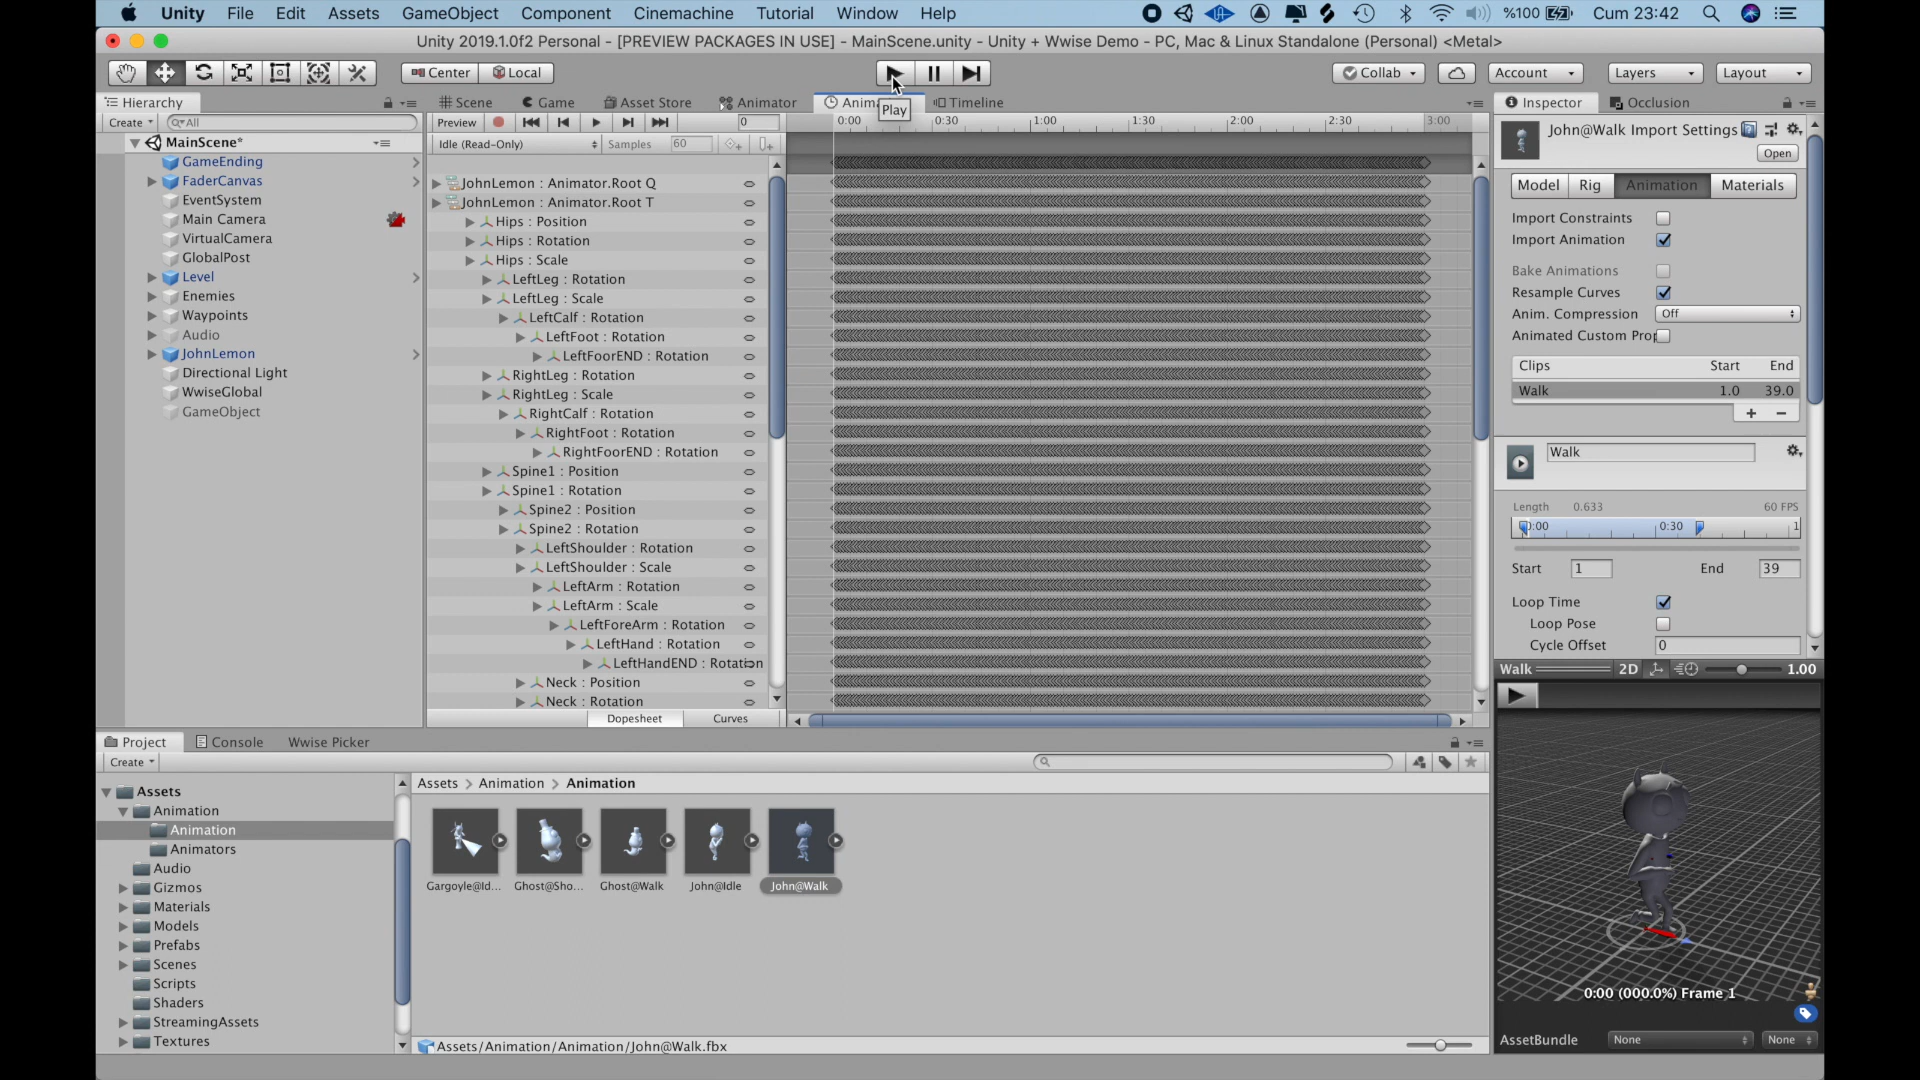 Unity File Edit Assets GameObject Component Cinemachine Tutorial Window Help %100 Cum 23:42
Unity 2019.1.0f2 Personal - [PREVIEW PACKAGES IN USE] - MainScene.unity - Unity + Wwise Demo - PC, Mac & Linux Standalone (Personal) <Metal>
Center Local Collab Account Layers Layout
Hierarchy Scene Game Asset Store Animator Anima Timeline Inspector Occlusion
Play
Create All Preview 0 0:00 0:30 1:00 1:30 2:00 2:30 3:00
John@Walk Import Settings
Open
MainScene*
Idle (Read-Only) Samples 60
GameEnding
FaderCanvas
EventSystem
Main Camera
VirtualCamera
GlobalPost
Level
Enemies
Waypoints
Audio
JohnLemon
Directional Light
WwiseGlobal
GameObject
JohnLemon : Animator.Root Q
JohnLemon : Animator.Root T
Hips : Position
Hips : Rotation
Hips : Scale
LeftLeg : Rotation
LeftLeg : Scale
LeftCalf : Rotation
LeftFoot : Rotation
LeftFoorEND : Rotation
RightLeg : Rotation
RightLeg : Scale
RightCalf : Rotation
RightFoot : Rotation
RightFoorEND : Rotation
Spine1 : Position
Spine1 : Rotation
Spine2 : Position
Spine2 : Rotation
LeftShoulder : Rotation
LeftShoulder : Scale
LeftArm : Rotation
LeftArm : Scale
LeftForeArm : Rotation
LeftHand : Rotation
LeftHandEND : Rotation
Neck : Position
Neck : Rotation
Dopesheet Curves
Model Rig Animation Materials
Import Constraints
Import Animation
Bake Animations
Resample Curves
Anim. Compression Off
Animated Custom Prop
Clips Start End
Walk 1.0 39.0
+ −
Walk
Length 0.633 60 FPS
0:00 0:30 1
Start 1 End 39
Loop Time
Loop Pose
Cycle Offset 0
Walk 2D 1.00
0:00 (000.0%) Frame 1
AssetBundle None None
Project Console Wwise Picker
Create
Assets
Animation
Animation
Animators
Audio
Gizmos
Materials
Models
Prefabs
Scenes
Scripts
Shaders
StreamingAssets
Textures
Assets > Animation > Animation
Gargoyle@Id... Ghost@Sho... Ghost@Walk John@Idle John@Walk
Assets/Animation/Animation/John@Walk.fbx